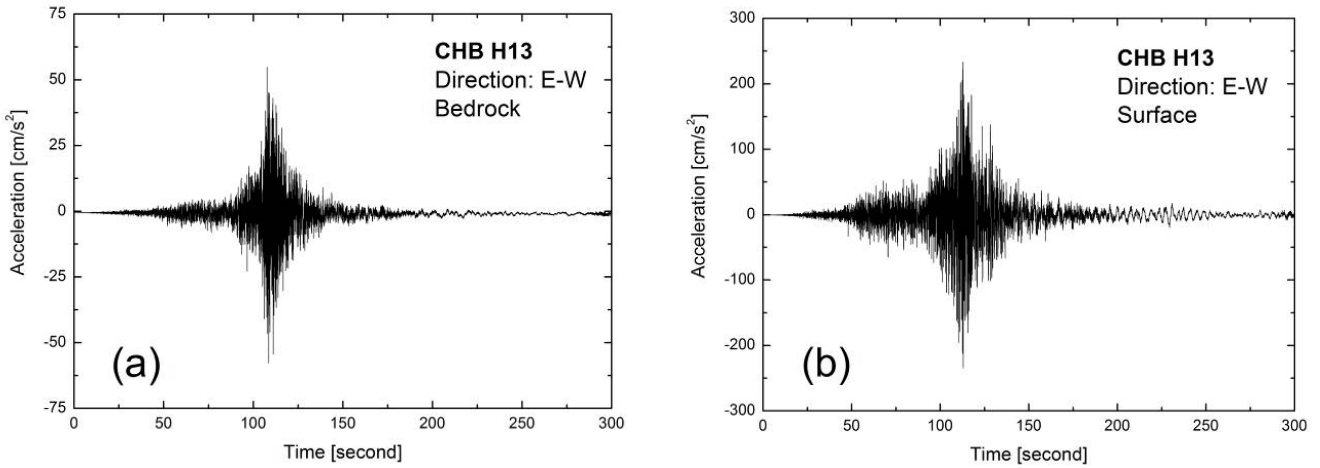 75
50
25
0
-25
-50
-75
Acceleration [cm/s²]
CHB H13
Direction: E-W
Bedrock
(a)
0 50 100 150 200 250 300
Time [second]
300
200
100
0
-100
-200
-300
Acceleration [cm/s²]
CHB H13
Direction: E-W
Surface
(b)
0 50 100 150 200 250 300
Time [second]